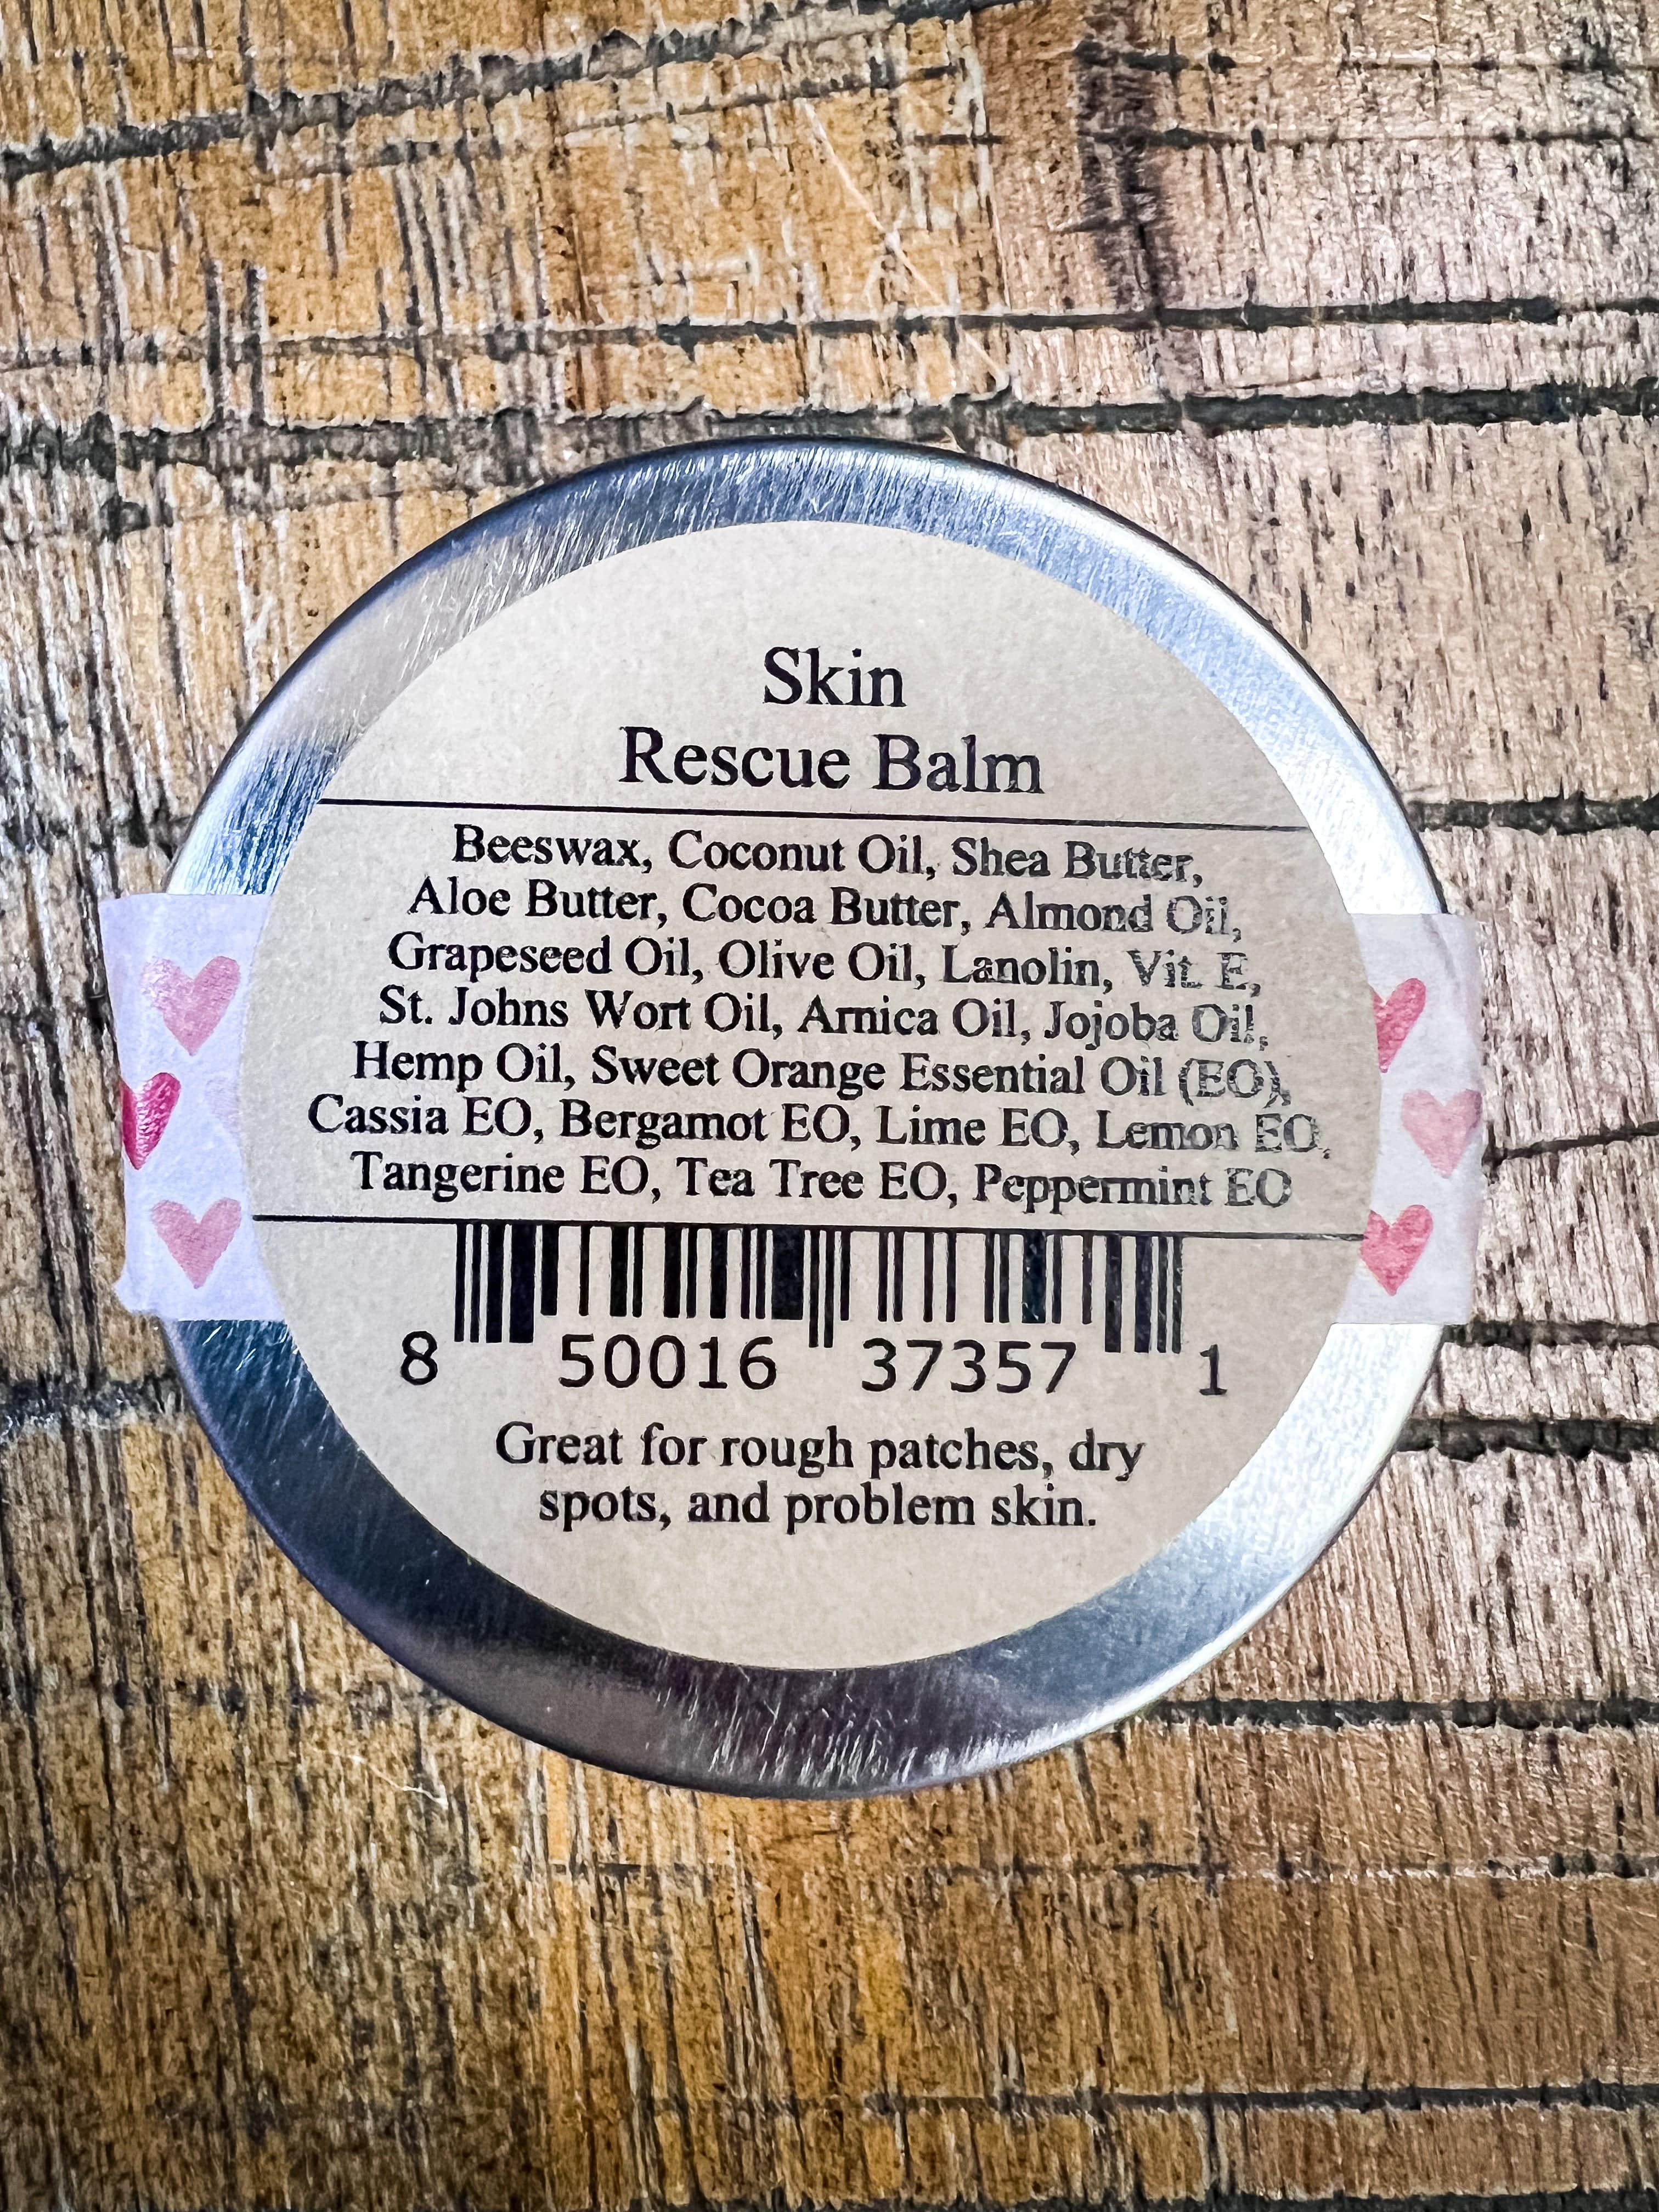 Skin
Rescue Balm
Beeswax, Coconut Oil, Shea Butter,
Aloe Butter, Cocoa Butter, Almond Oil,
Grapeseed Oil, Olive Oil, Lanolin, Vit. E,
St. Johns Wort Oil, Arnica Oil, Jojoba Oil,
Hemp Oil, Sweet Orange Essential Oil (EO),
Cassia EO, Bergamot EO, Lime EO, Lemon EO,
Tangerine EO, Tea Tree EO, Peppermint EO
8 50016 37357 1
Great for rough patches, dry
spots, and problem skin.